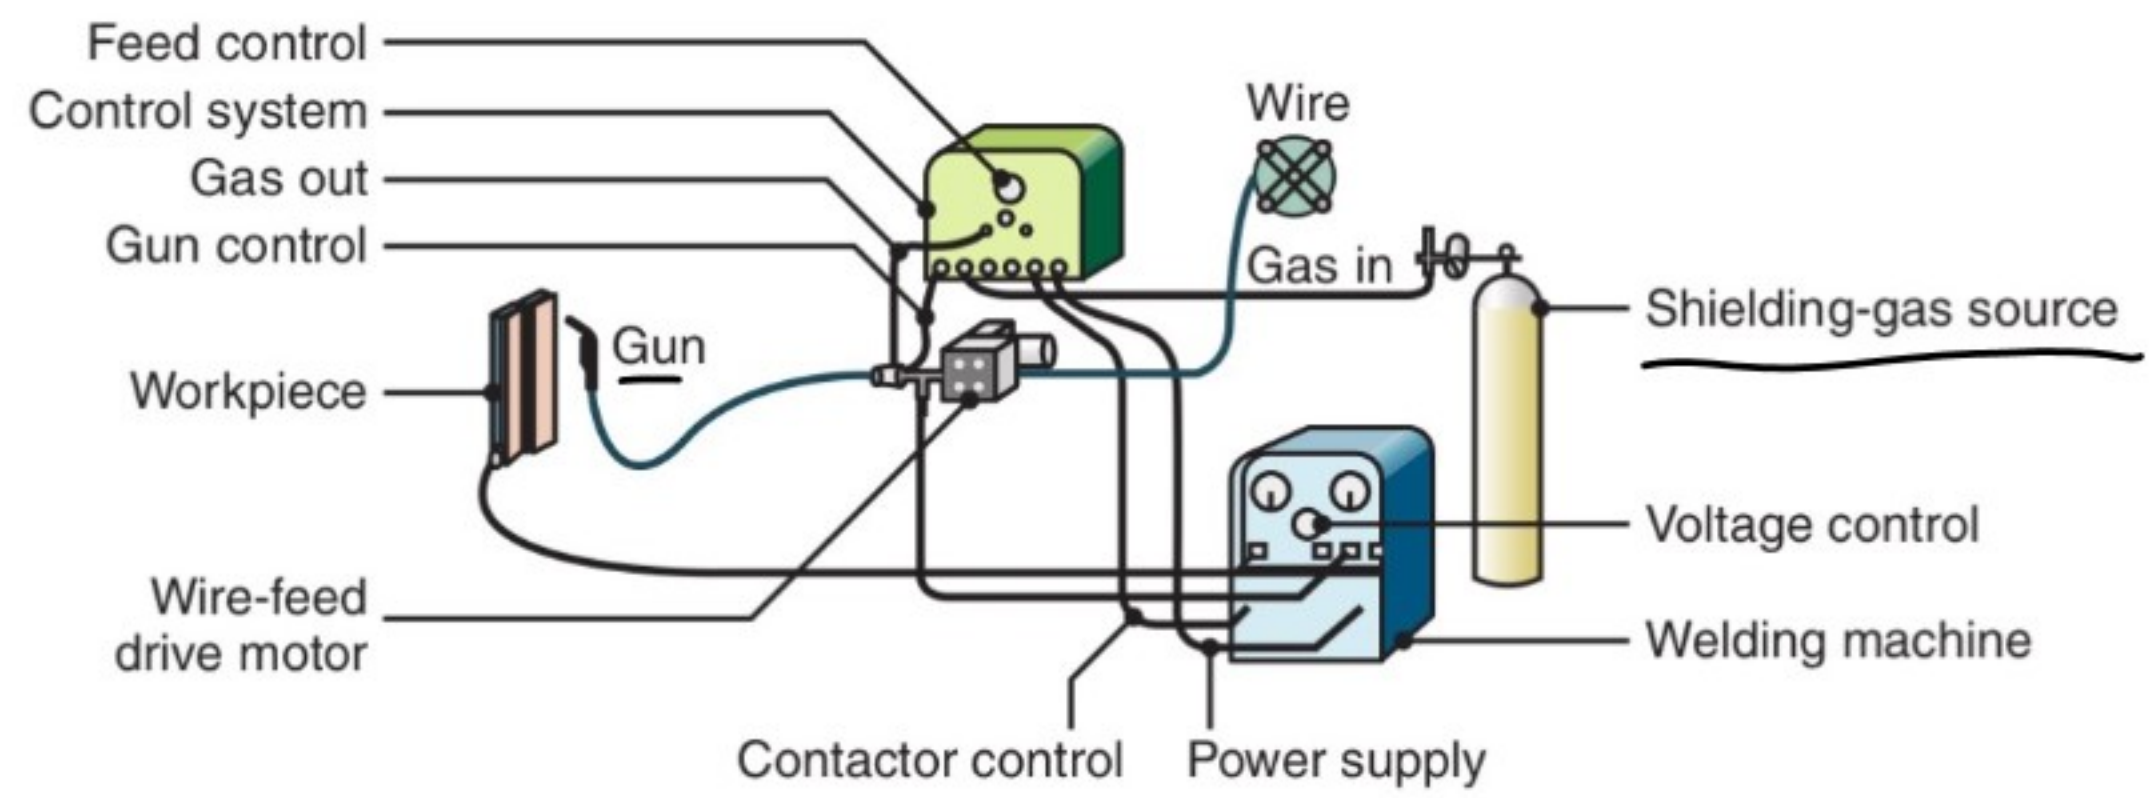 Feed control
Control system
Gas out
Gun control
Wire
Gas in
Shielding-gas source
Gun
Workpiece
Voltage control
Wire-feed
drive motor
Welding machine
Contactor control
Power supply